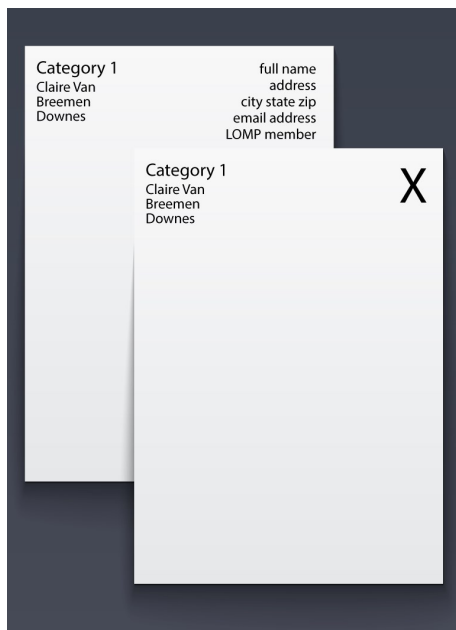 Category 1
Claire Van
Breemen
Downes
full name
address
city state zip
email address
LOMP member
Category 1
Claire Van
Breemen
Downes
X